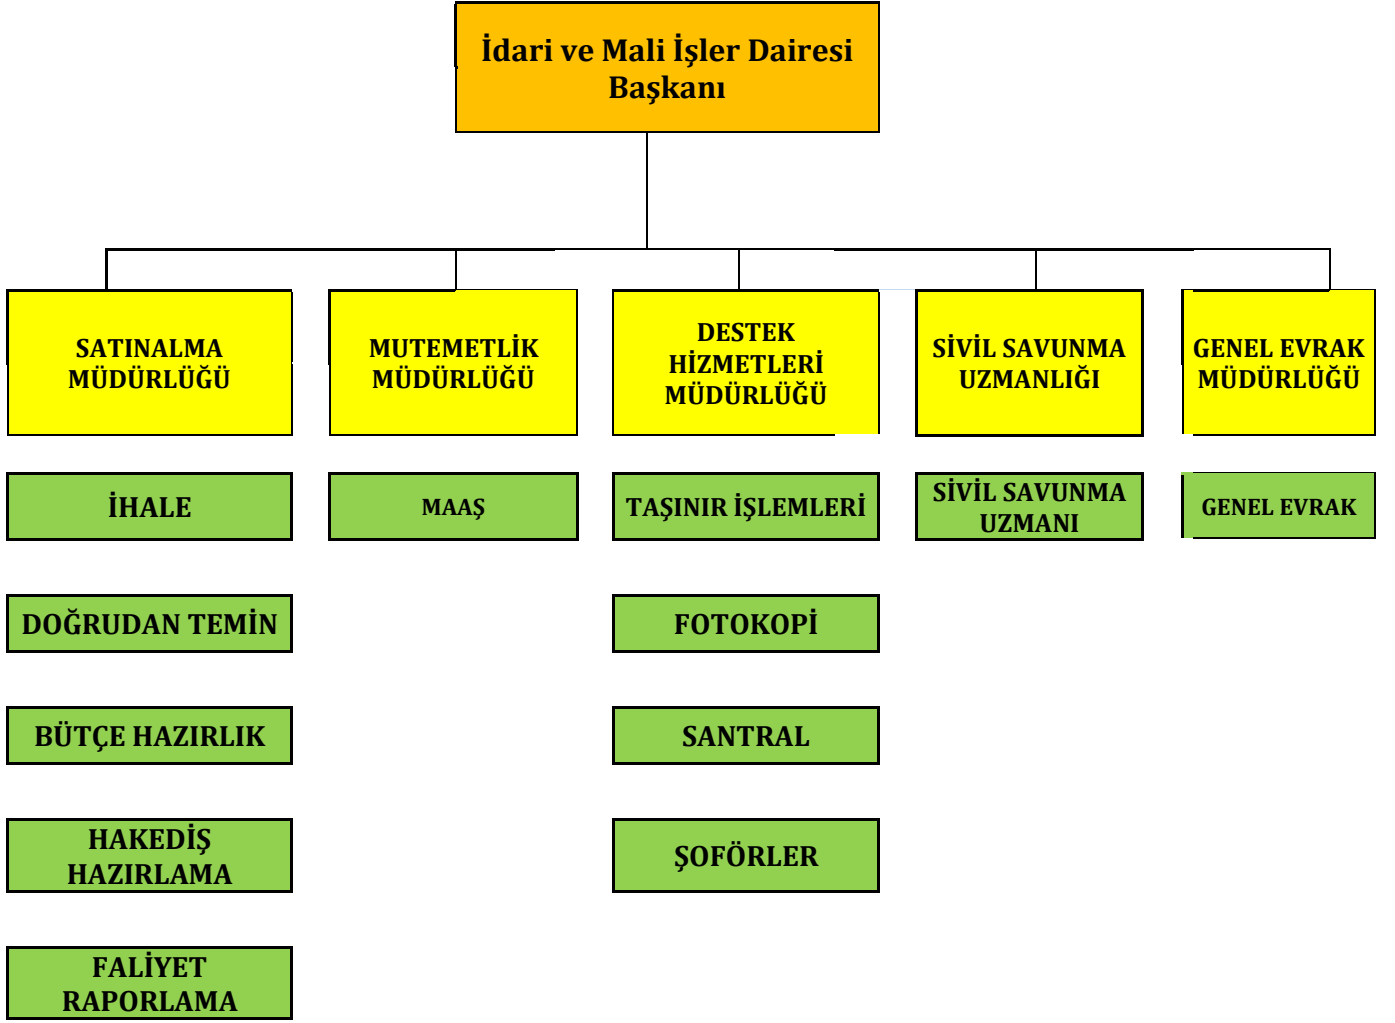 İdari ve Mali İşler Dairesi
Başkanı
SATINALMA
MÜDÜRLÜĞÜ
MUTEMETLİK
MÜDÜRLÜĞÜ
DESTEK
HİZMETLERİ
MÜDÜRLÜĞÜ
SİVİL SAVUNMA
UZMANLIĞI
GENEL EVRAK
MÜDÜRLÜĞÜ
İHALE
MAAŞ
TAŞINIR İŞLEMLERİ
SİVİL SAVUNMA
UZMANI
GENEL EVRAK
DOĞRUDAN TEMİN
FOTOKOPİ
BÜTÇE HAZIRLIK
SANTRAL
HAKEDİŞ
HAZIRLAMA
ŞOFÖRLER
FALİYET
RAPORLAMA